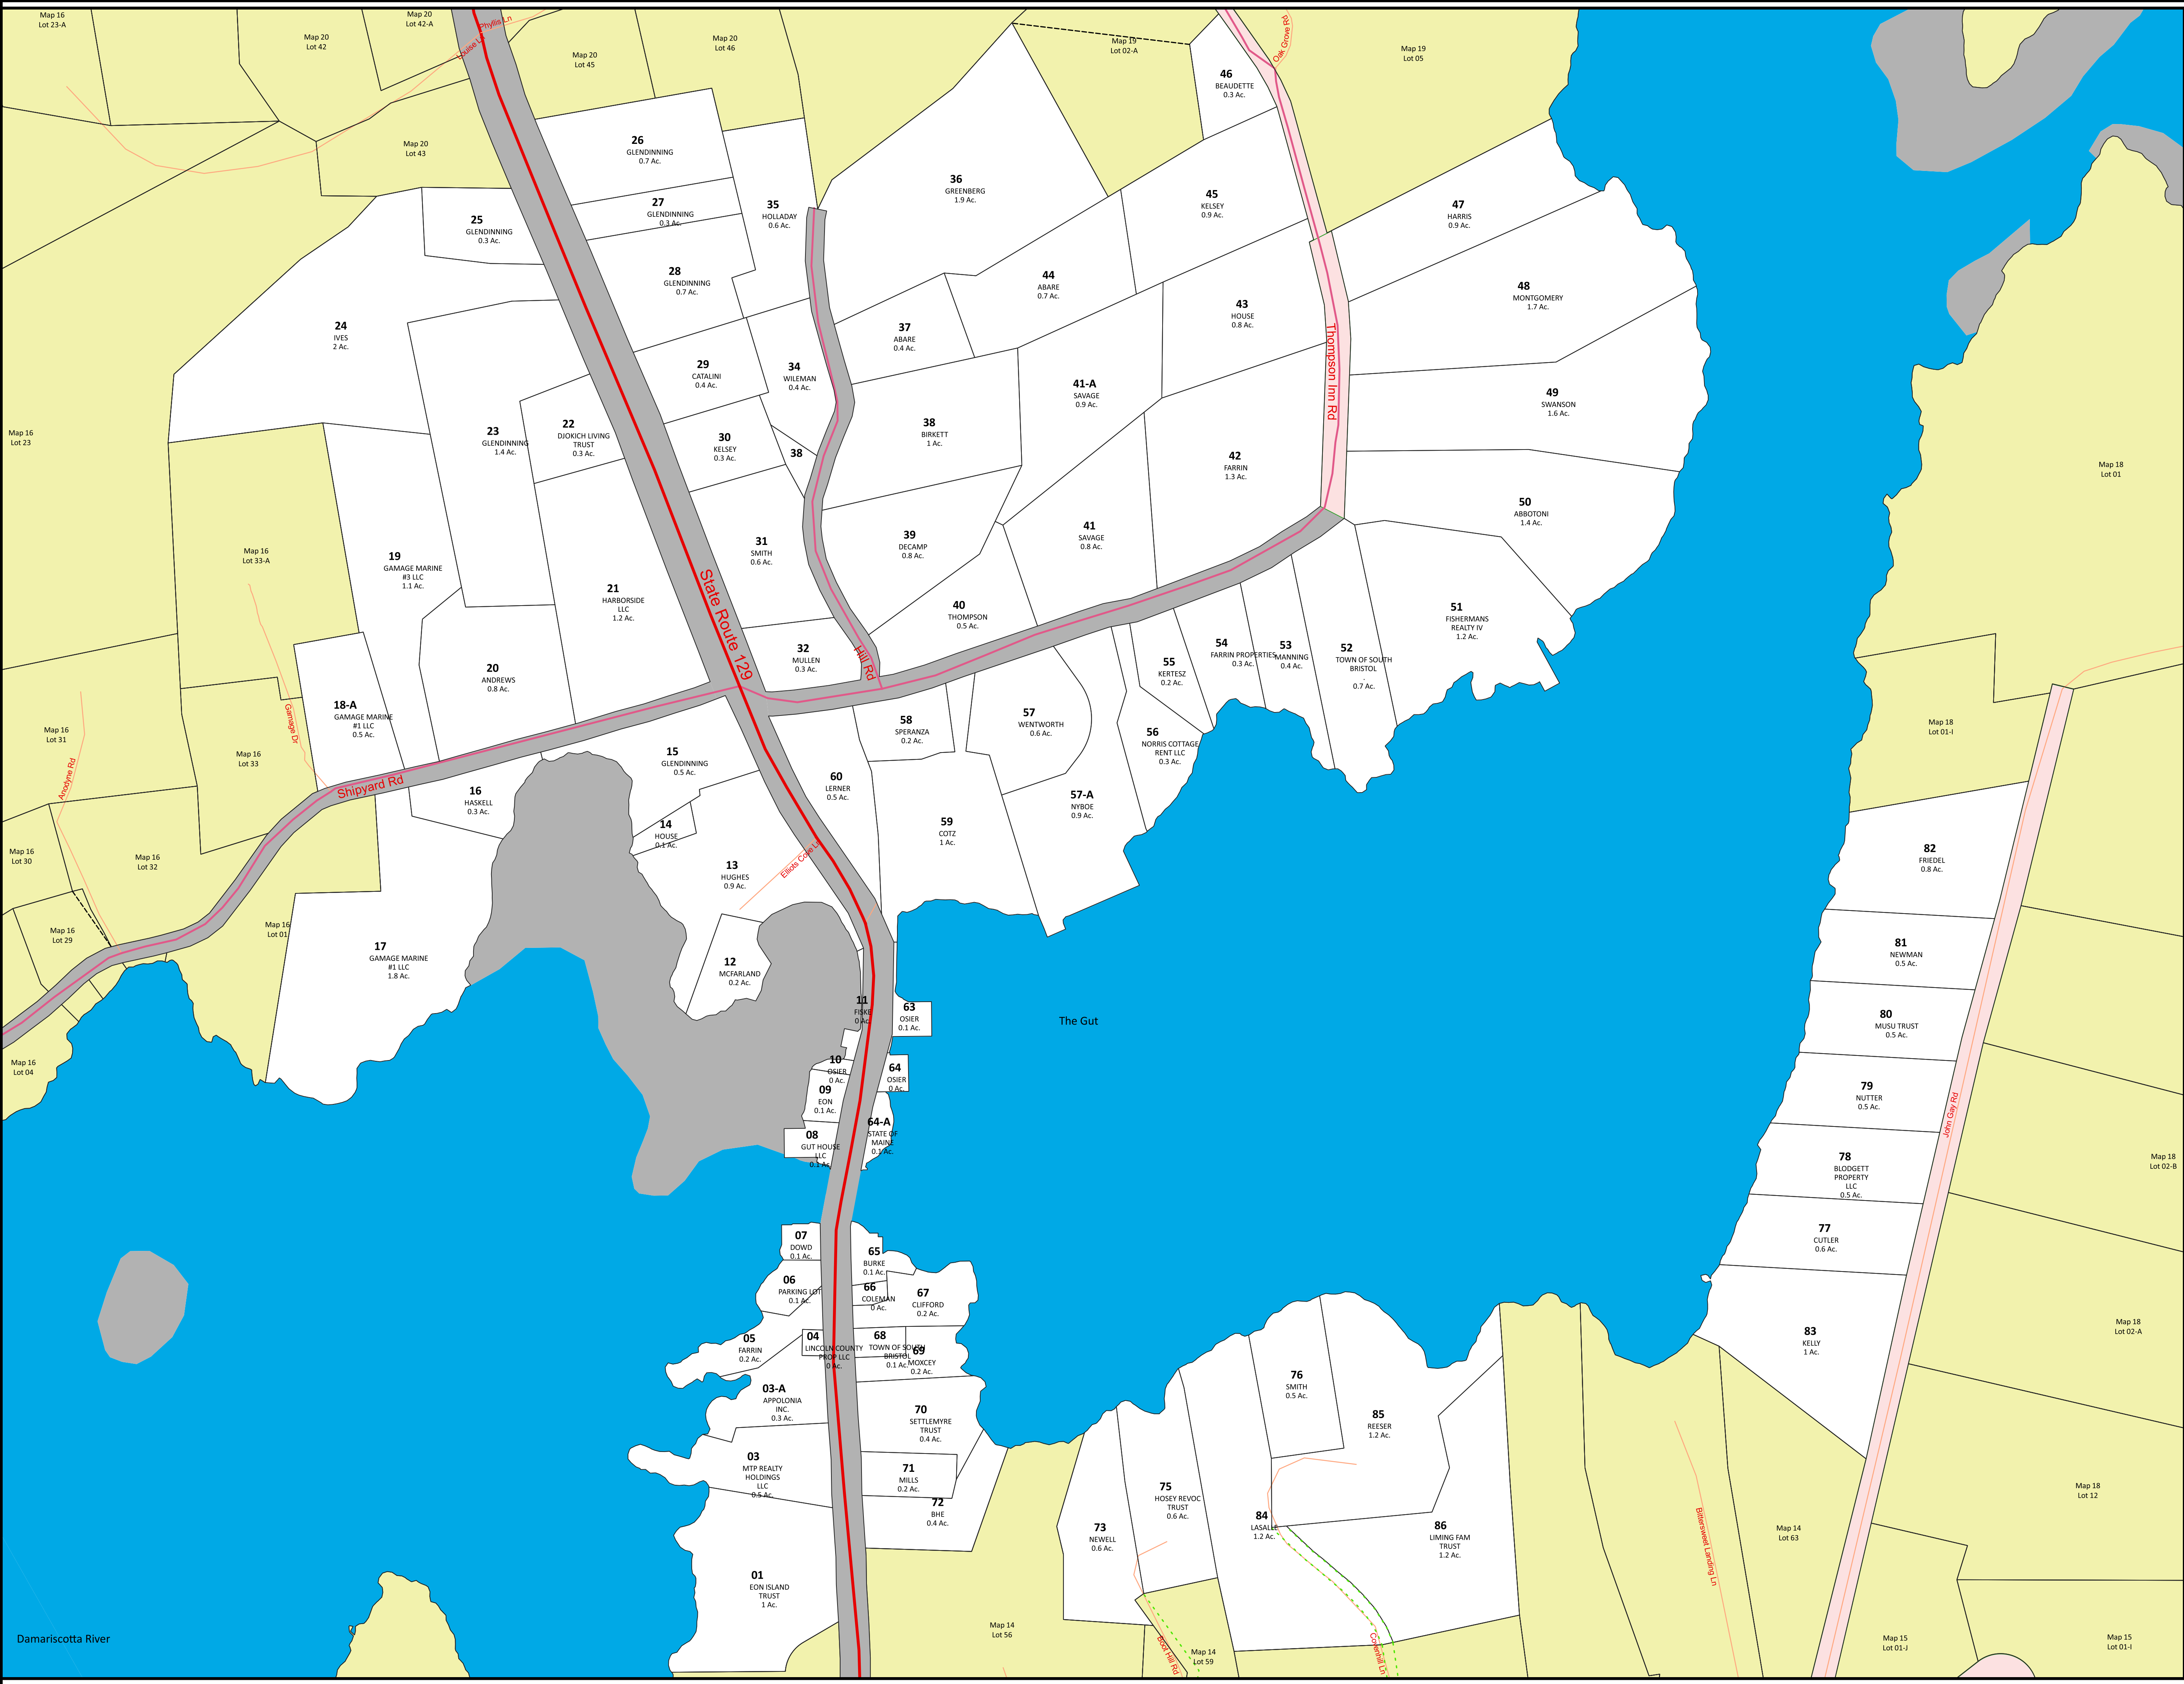 Map 16
Lot 23-A
Map 20
Lot 42
Map 20
Lot 42-A
Phyllis Ln
Louise Ln
Map 20
Lot 45
Map 20
Lot 46
Map 19
Lot 02-A
Oak Grove Rd
Map 19
Lot 05
46
BEAUDETTE
0.3 Ac.
Map 20
Lot 43
26
GLENDINNING
0.7 Ac.
27
GLENDINNING
0.3 Ac.
35
HOLLADAY
0.6 Ac.
36
GREENBERG
1.9 Ac.
45
KELSEY
0.9 Ac.
47
HARRIS
0.9 Ac.
25
GLENDINNING
0.3 Ac.
28
GLENDINNING
0.7 Ac.
44
ABARE
0.7 Ac.
43
HOUSE
0.8 Ac.
48
MONTGOMERY
1.7 Ac.
24
IVES
2 Ac.
37
ABARE
0.4 Ac.
29
CATALINI
0.4 Ac.
34
WILEMAN
0.4 Ac.
41-A
SAVAGE
0.9 Ac.
Thompson Inn Rd
49
SWANSON
1.6 Ac.
Map 16
Lot 23
23
GLENDINNING
1.4 Ac.
22
DJOKICH LIVING
TRUST
0.3 Ac.
30
KELSEY
0.3 Ac.
38
38
BIRKETT
1 Ac.
42
FARRIN
1.3 Ac.
Map 18
Lot 01
50
ABBOTONI
1.4 Ac.
Map 16
Lot 33-A
19
GAMAGE MARINE
#3 LLC
1.1 Ac.
21
HARBORSIDE
LLC
1.2 Ac.
31
SMITH
0.6 Ac.
39
DECAMP
0.8 Ac.
41
SAVAGE
0.8 Ac.
State Route 129
40
THOMPSON
0.5 Ac.
51
FISHERMANS
REALTY IV
1.2 Ac.
20
ANDREWS
0.8 Ac.
32
MULLEN
0.3 Ac.
Hill Rd
55
KERTESZ
0.2 Ac.
54
FARRIN PROPERTIES
0.3 Ac.
53
MANNING
0.4 Ac.
52
TOWN OF SOUTH
BRISTOL
-
0.7 Ac.
18-A
GAMAGE MARINE
#1 LLC
0.5 Ac.
Gamage Dr
Map 16
Lot 31
Map 16
Lot 33
Anodyne Rd
Shipyard Rd
15
GLENDINNING
0.5 Ac.
58
SPERANZA
0.2 Ac.
57
WENTWORTH
0.6 Ac.
56
NORRIS COTTAGE
RENT LLC
0.3 Ac.
Map 18
Lot 01-I
16
HASKELL
0.3 Ac.
60
LERNER
0.5 Ac.
57-A
NYBOE
0.9 Ac.
14
HOUSE
0.1 Ac.
59
COTZ
1 Ac.
Map 16
Lot 30
Map 16
Lot 32
13
HUGHES
0.9 Ac.
Elliots Cove Ln
82
FRIEDEL
0.8 Ac.
Map 16
Lot 29
Map 16
Lot 01
17
GAMAGE MARINE
#1 LLC
1.8 Ac.
12
MCFARLAND
0.2 Ac.
81
NEWMAN
0.5 Ac.
11
FISKE
0 Ac.
63
OSIER
0.1 Ac.
The Gut
80
MUSU TRUST
0.5 Ac.
Map 16
Lot 04
10
OSIER
0 Ac.
64
OSIER
0 Ac.
09
EON
0.1 Ac.
79
NUTTER
0.5 Ac.
John Gay Rd
08
GUT HOUSE
LLC
0.1 Ac.
64-A
STATE OF
MAINE
0.1 Ac.
78
BLODGETT
PROPERTY
LLC
0.5 Ac.
Map 18
Lot 02-B
07
DOWD
0.1 Ac.
65
BURKE
0.1 Ac.
77
CUTLER
0.6 Ac.
06
PARKING LOT
0.1 Ac.
66
COLEMAN
0 Ac.
67
CLIFFORD
0.2 Ac.
05
FARRIN
0.2 Ac.
04
LINCOLN COUNTY
PROP LLC
0 Ac.
68
TOWN OF SOUTH
BRISTOL
0.1 Ac.
69
MOXCEY
0.2 Ac.
83
KELLY
1 Ac.
Map 18
Lot 02-A
03-A
APPOLONIA
INC.
0.3 Ac.
70
SETTLEMYRE
TRUST
0.4 Ac.
76
SMITH
0.5 Ac.
85
REESER
1.2 Ac.
03
MTP REALTY
HOLDINGS
LLC
0.5 Ac.
71
MILLS
0.2 Ac.
72
BHE
0.4 Ac.
75
HOSEY REVOC
TRUST
0.6 Ac.
Map 18
Lot 12
73
NEWELL
0.6 Ac.
84
LASALLE
1.2 Ac.
86
LIMING FAM
TRUST
1.2 Ac.
Bittersweet Landing Ln
Map 14
Lot 63
01
EON ISLAND
TRUST
1 Ac.
Damariscotta River
Map 14
Lot 56
Boot Hill Rd
Map 14
Lot 59
Covenhill Ln
Map 15
Lot 01-J
Map 15
Lot 01-I